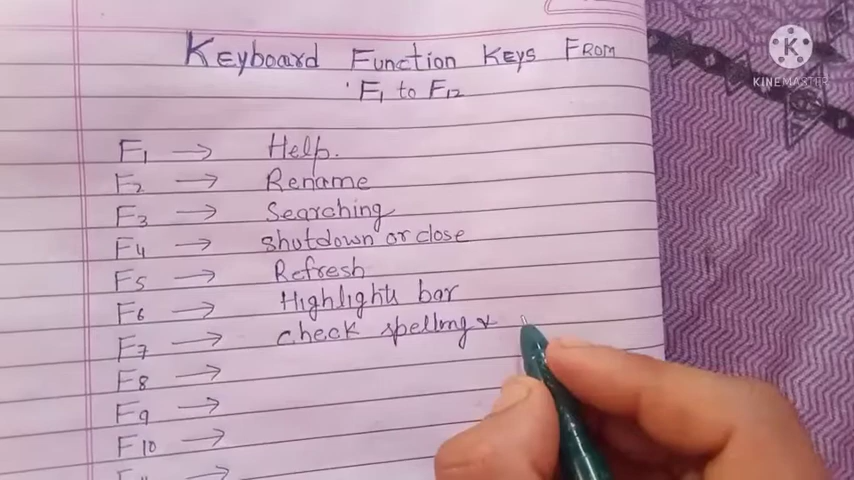 Keyboard Function Keys From
'F1 to F12
F1 → Help.
F2 → Rename
F3 → Searching
F4 → shutdown or close
F5 → Refresh
F6 → Highlights bar
F7 → check spelling &
F8 →
F9 →
F10 →
F11 →
K
KINEMASTER